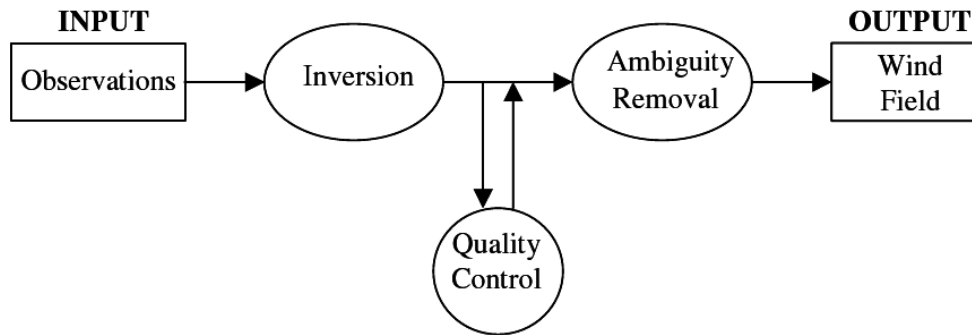 INPUT
Observations
Inversion
Ambiguity
Removal
OUTPUT
Wind
Field
Quality
Control